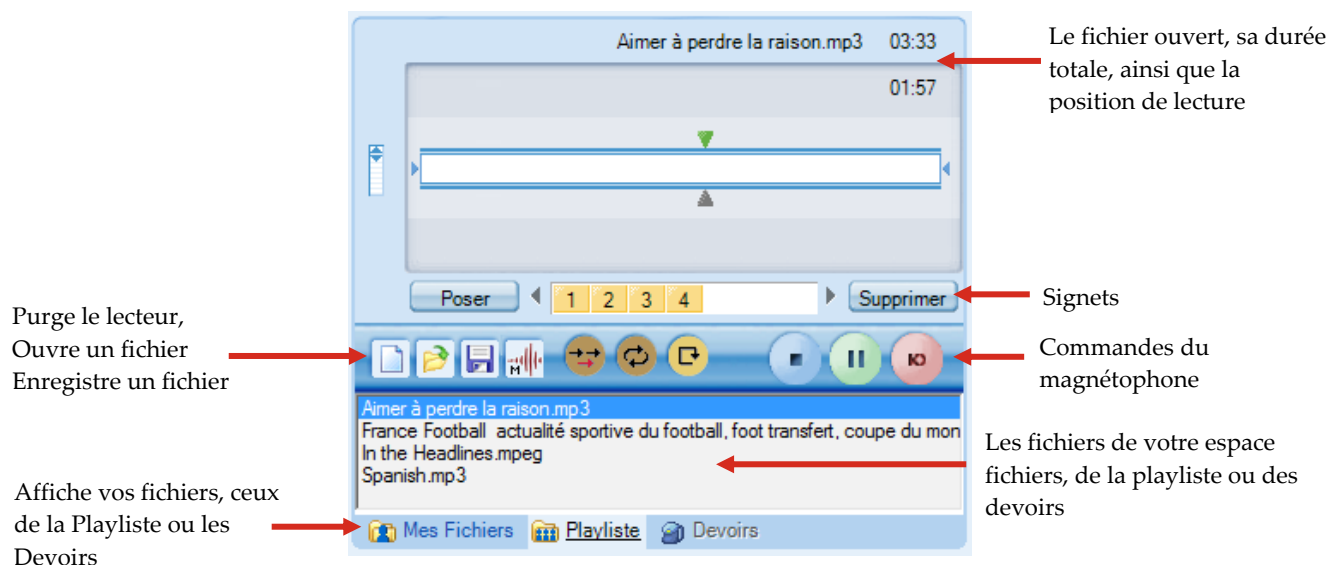 Aimer à perdre la raison.mp3 03:33
01:57
Le fichier ouvert, sa durée
totale, ainsi que la
position de lecture
Poser 1 2 3 4 Supprimer
Signets
Purge le lecteur,
Ouvre un fichier
Enregistre un fichier
M
Commandes du
magnétophone
Aimer à perdre la raison.mp3
France Football actualité sportive du football, foot transfert, coupe du mon
In the Headlines.mpeg
Spanish.mp3
Les fichiers de votre espace
fichiers, de la playliste ou des
devoirs
Affiche vos fichiers, ceux
de la Playliste ou les
Devoirs
Mes Fichiers Playliste Devoirs